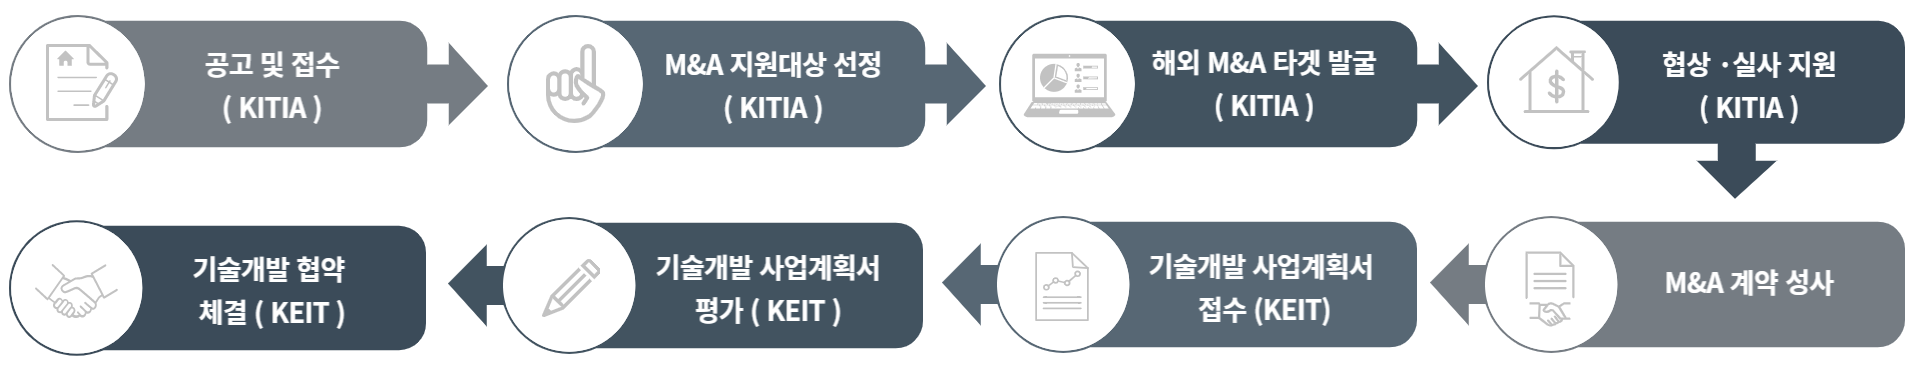 공고 및 접수
( KITIA )
M&A 지원대상 선정
( KITIA )
해외 M&A 타겟 발굴
( KITIA )
협상 ·실사 지원
( KITIA )
M&A 계약 성사
기술개발 사업계획서
접수 (KEIT)
기술개발 사업계획서
평가 ( KEIT )
기술개발 협약
체결 ( KEIT )